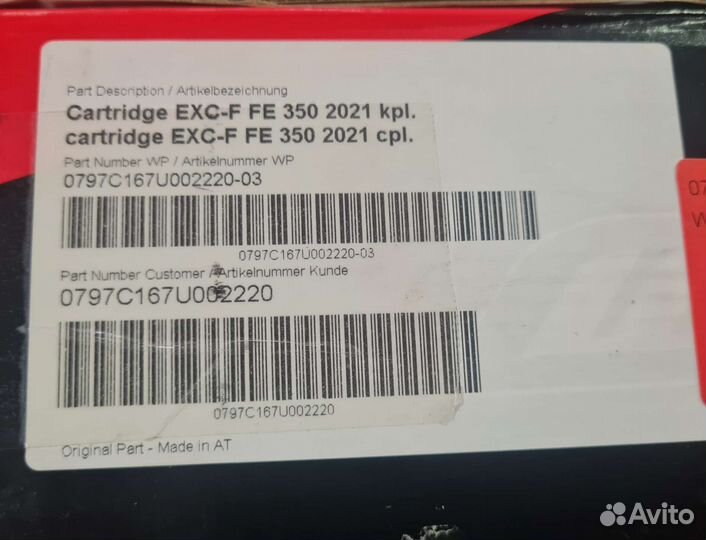 Part Description / Artikelbezeichnung
Cartridge EXC-F FE 350 2021 kpl.
cartridge EXC-F FE 350 2021 cpl.
Part Number WP / Artikelnummer WP
0797C167U002220-03
0797C167U002220-03
Part Number Customer / Artikelnummer Kunde
0797C167U002220
0797C167U002220
Original Part - Made in AT
07
W
Avito